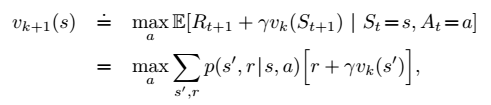 v_{k+1}(s) ≐ max_a 𝔼[R_{t+1} + γv_k(S_{t+1}) | S_t=s, A_t=a]
= max_a ∑_{s',r} p(s', r|s, a)[r + γv_k(s')],